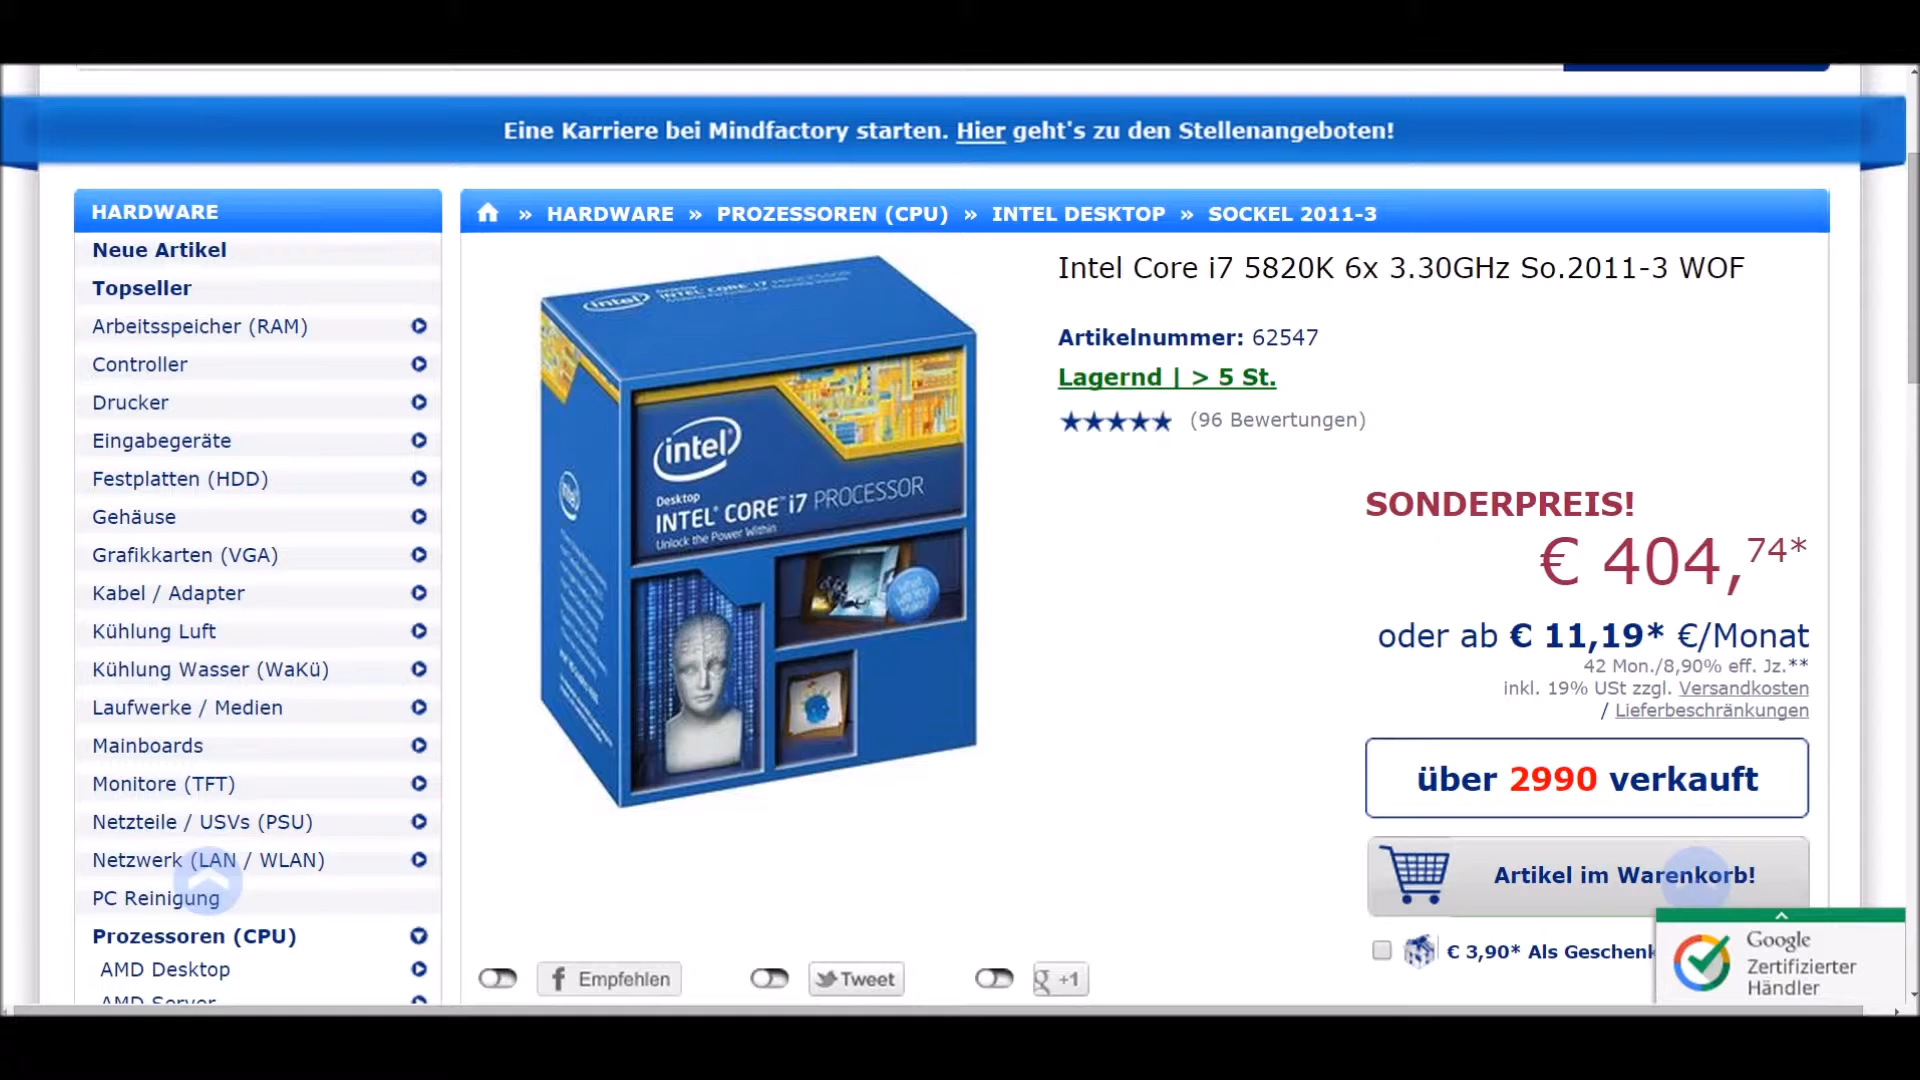 Eine Karriere bei Mindfactory starten. Hier geht's zu den Stellenangeboten!
HARDWARE
Neue Artikel
Topseller
Arbeitsspeicher (RAM)
Controller
Drucker
Eingabegeräte
Festplatten (HDD)
Gehäuse
Grafikkarten (VGA)
Kabel / Adapter
Kühlung Luft
Kühlung Wasser (WaKü)
Laufwerke / Medien
Mainboards
Monitore (TFT)
Netzteile / USVs (PSU)
Netzwerk (LAN / WLAN)
PC Reinigung
Prozessoren (CPU)
AMD Desktop
AMD Server
» HARDWARE » PROZESSOREN (CPU) » INTEL DESKTOP » SOCKEL 2011-3
intel
intel
Desktop
INTEL® CORE™ i7 PROCESSOR
Unlock the Power Within
Intel Core i7 5820K 6x 3.30GHz So.2011-3 WOF
Artikelnummer: 62547
Lagernd | > 5 St.
★★★★★ (96 Bewertungen)
SONDERPREIS!
€ 404,74*
oder ab € 11,19* €/Monat
42 Mon./8,90% eff. Jz.**
inkl. 19% USt zzgl. Versandkosten
/ Lieferbeschränkungen
über 2990 verkauft
Artikel im Warenkorb!
€ 3,90* Als Geschenk
Google
Zertifizierter
Händler
Empfehlen
Tweet
g +1